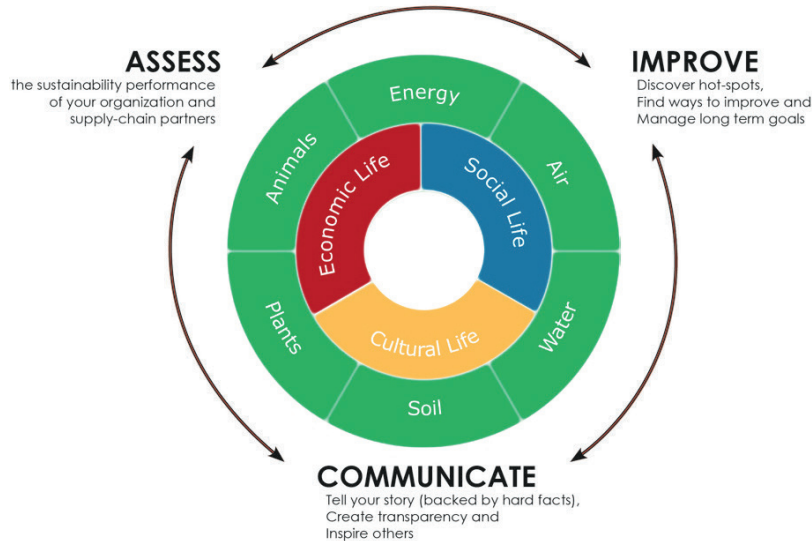 ASSESS
the sustainability performance
of your organization and
supply-chain partners
IMPROVE
Discover hot-spots,
Find ways to improve and
Manage long term goals
Energy
Air
Water
Soil
Plants
Animals
Economic Life
Social Life
Cultural Life
COMMUNICATE
Tell your story (backed by hard facts),
Create transparency and
Inspire others